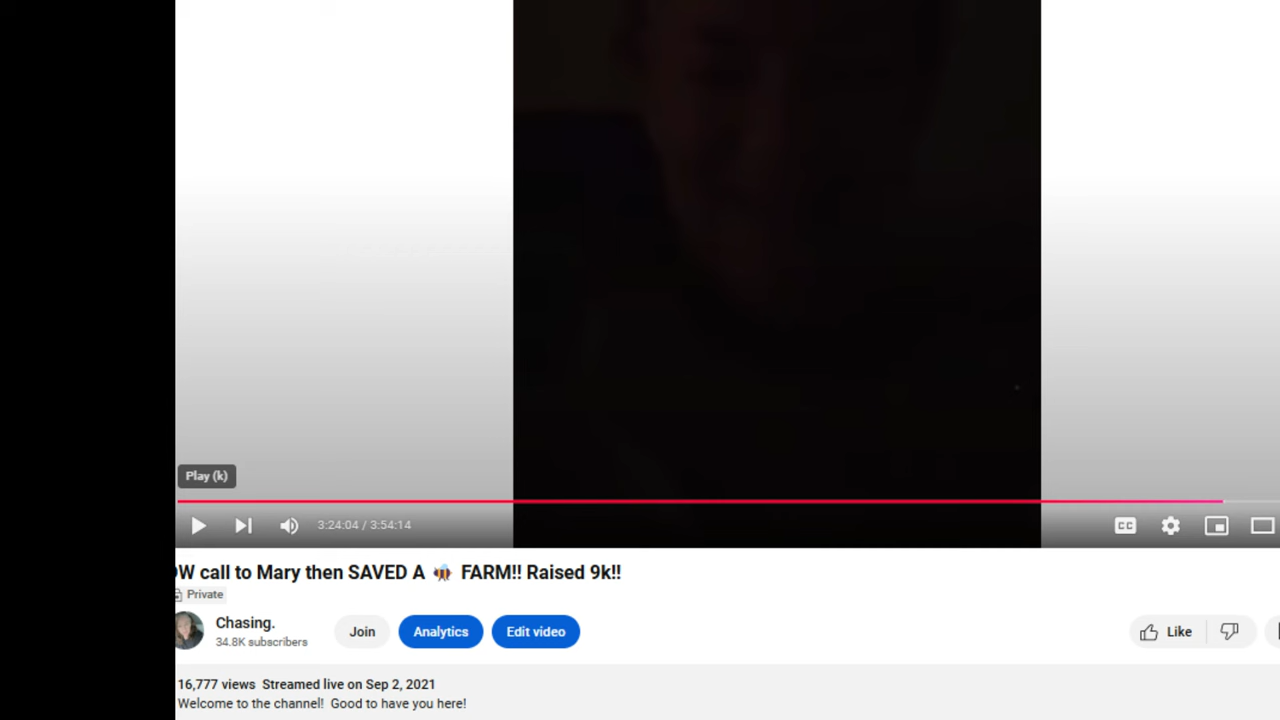 Play (k)
3:24:04 / 3:54:14
CC
W call to Mary then SAVED A 🐝 FARM!! Raised 9k!!
Private
Chasing.
34.8K subscribers
Join
Analytics
Edit video
Like
16,777 views Streamed live on Sep 2, 2021
Welcome to the channel! Good to have you here!